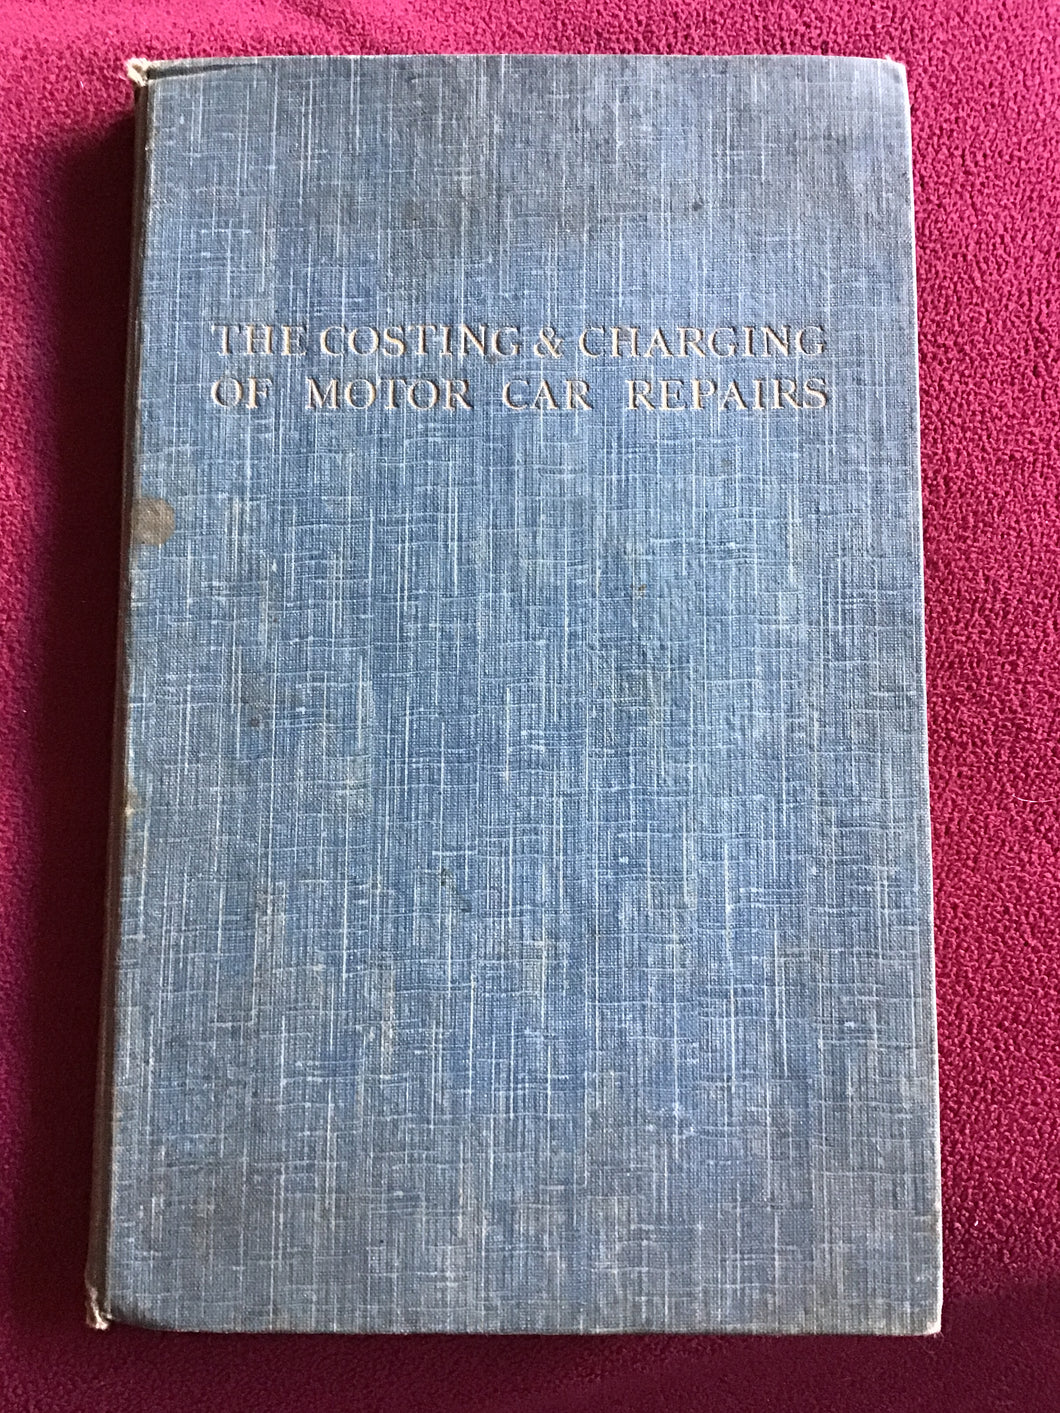 THE COSTING & CHARGING
OF MOTOR CAR REPAIRS